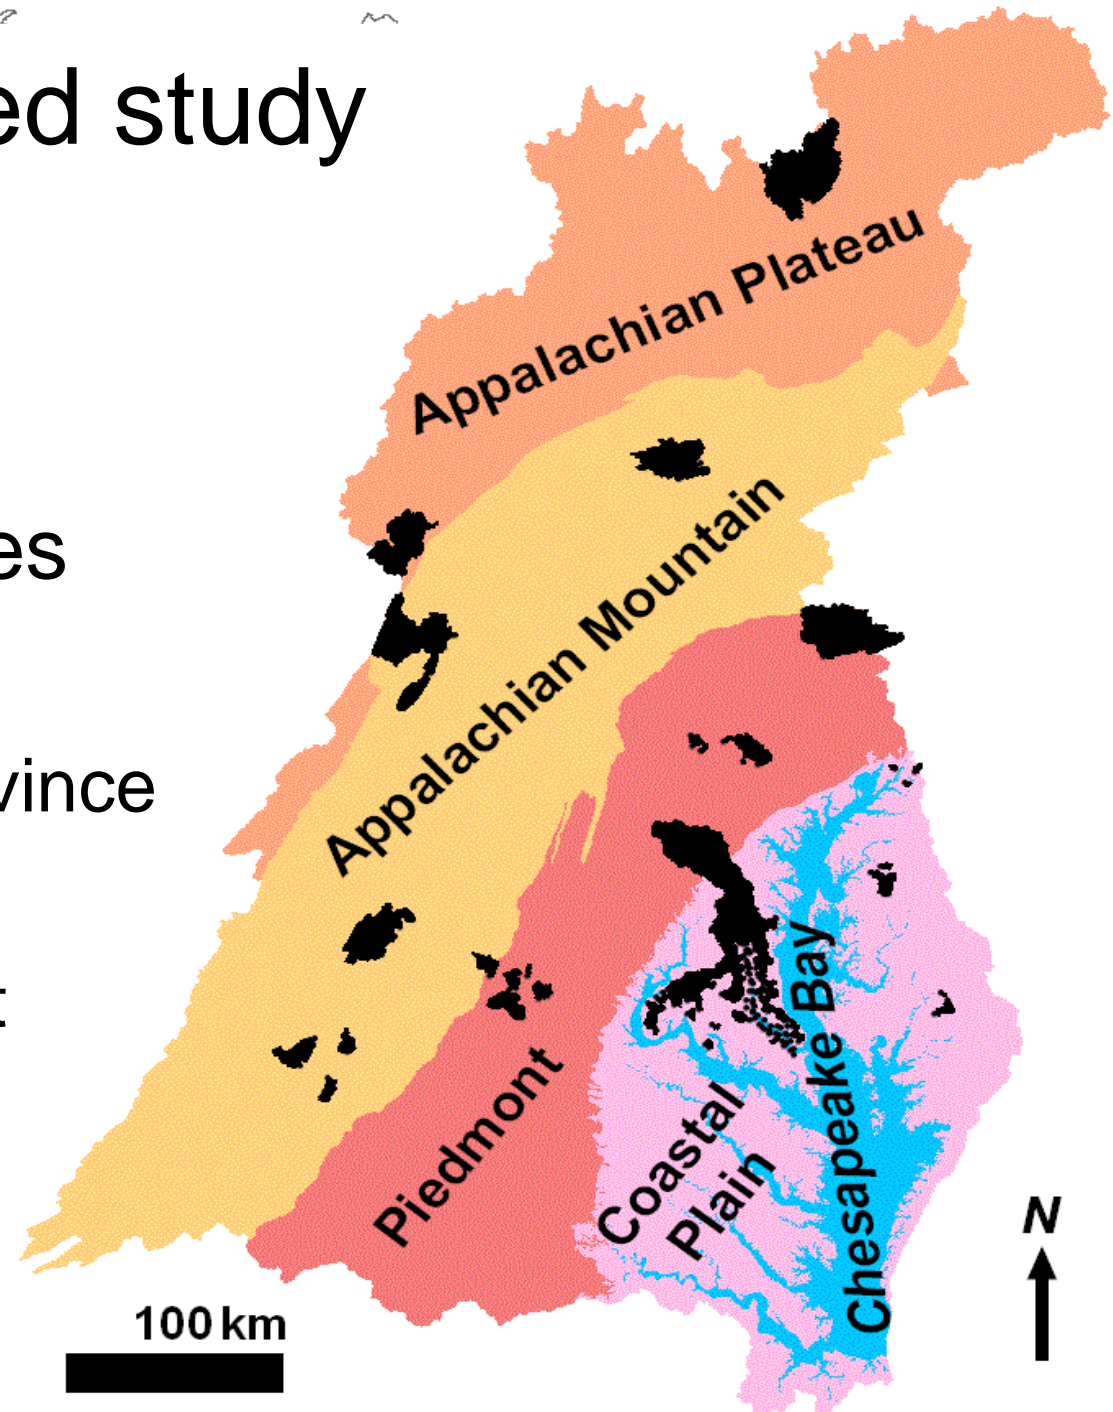 ed study
Appalachian Plateau
es
Appalachian Mountain
vince
t
Chesapeake Bay
Piedmont
Coastal
Plain
N
100 km